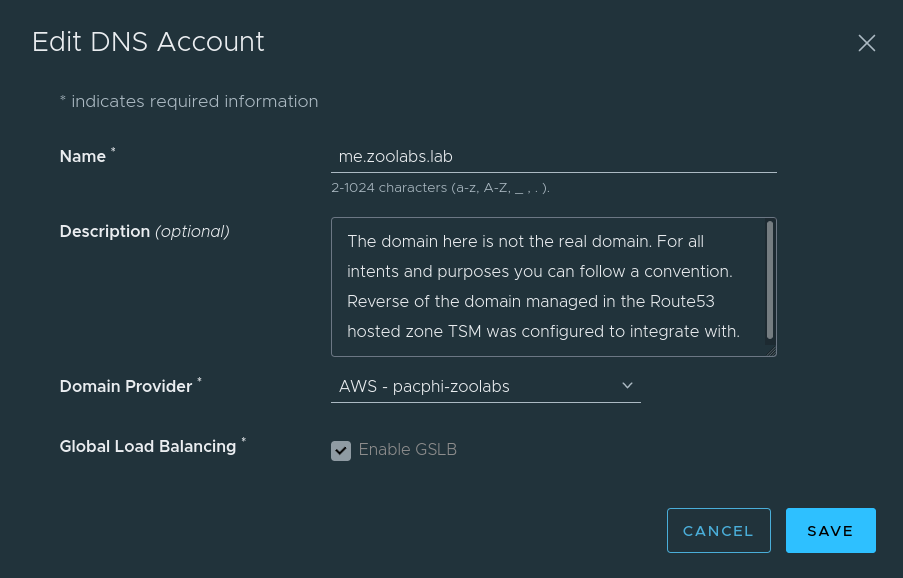 Edit DNS Account
* indicates required information
Name *
me.zoolabs.lab
2-1024 characters (a-z, A-Z, _ , . ).
Description (optional)
The domain here is not the real domain. For all
intents and purposes you can follow a convention.
Reverse of the domain managed in the Route53
hosted zone TSM was configured to integrate with.
Domain Provider *
AWS - pacphi-zoolabs
Global Load Balancing *
Enable GSLB
CANCEL
SAVE